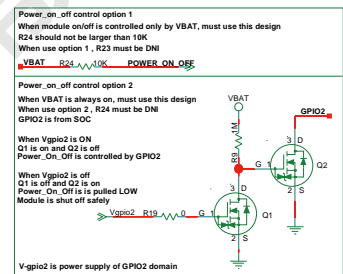 Power_on_off control option 1
When module on/off is controlled only by VBAT, must use this design
R24 should not be larger than 10K
When use option 1 , R23 must be DNI
VBAT R24 10K POWER_ON_OFF
Power_on_off control option 2
When VBAT is always on, must use this design
When use option 2 , R24 must be DNI
GPIO2 is from SOC
VBAT
GPIO2
When Vgpio2 is ON
Q1 is on and Q2 is off
Power_On_Off is controlled by GPIO2
1M
3 D
G 1
Q2
2 S
When Vgpio2 is off
Q1 is off and Q2 is on
Power_On_Off is is pulled LOW
Module is shut off safely
3 D
Vgpio2 R19 0 G 1
Q1
2 S
V-gpio2 is power supply of GPIO2 domain